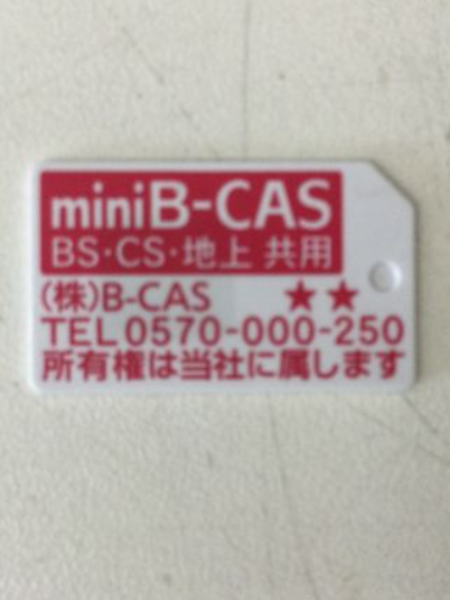 miniB-CAS
BS・CS・地上 共用
(株)B-CAS ★★
TEL 0570-000-250
所有権は当社に属します